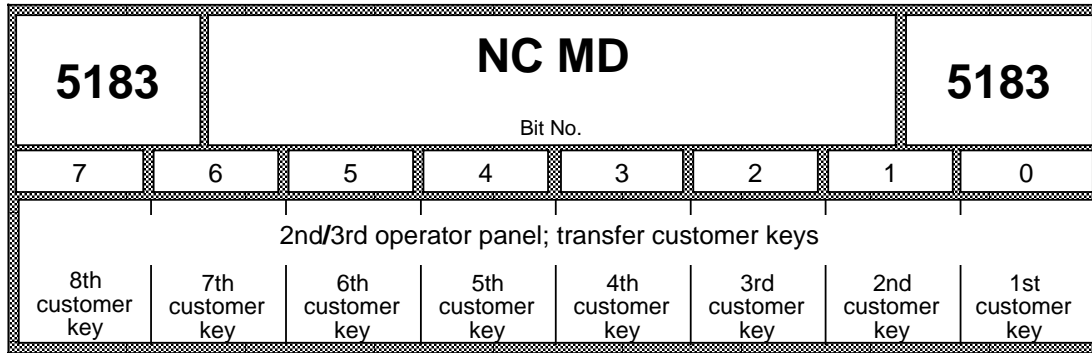 5183 NC MD 5183
Bit No.
7 6 5 4 3 2 1 0
2nd/3rd operator panel; transfer customer keys
8th 7th 6th 5th 4th 3rd 2nd 1st
customer customer customer customer customer customer customer customer
key key key key key key key key